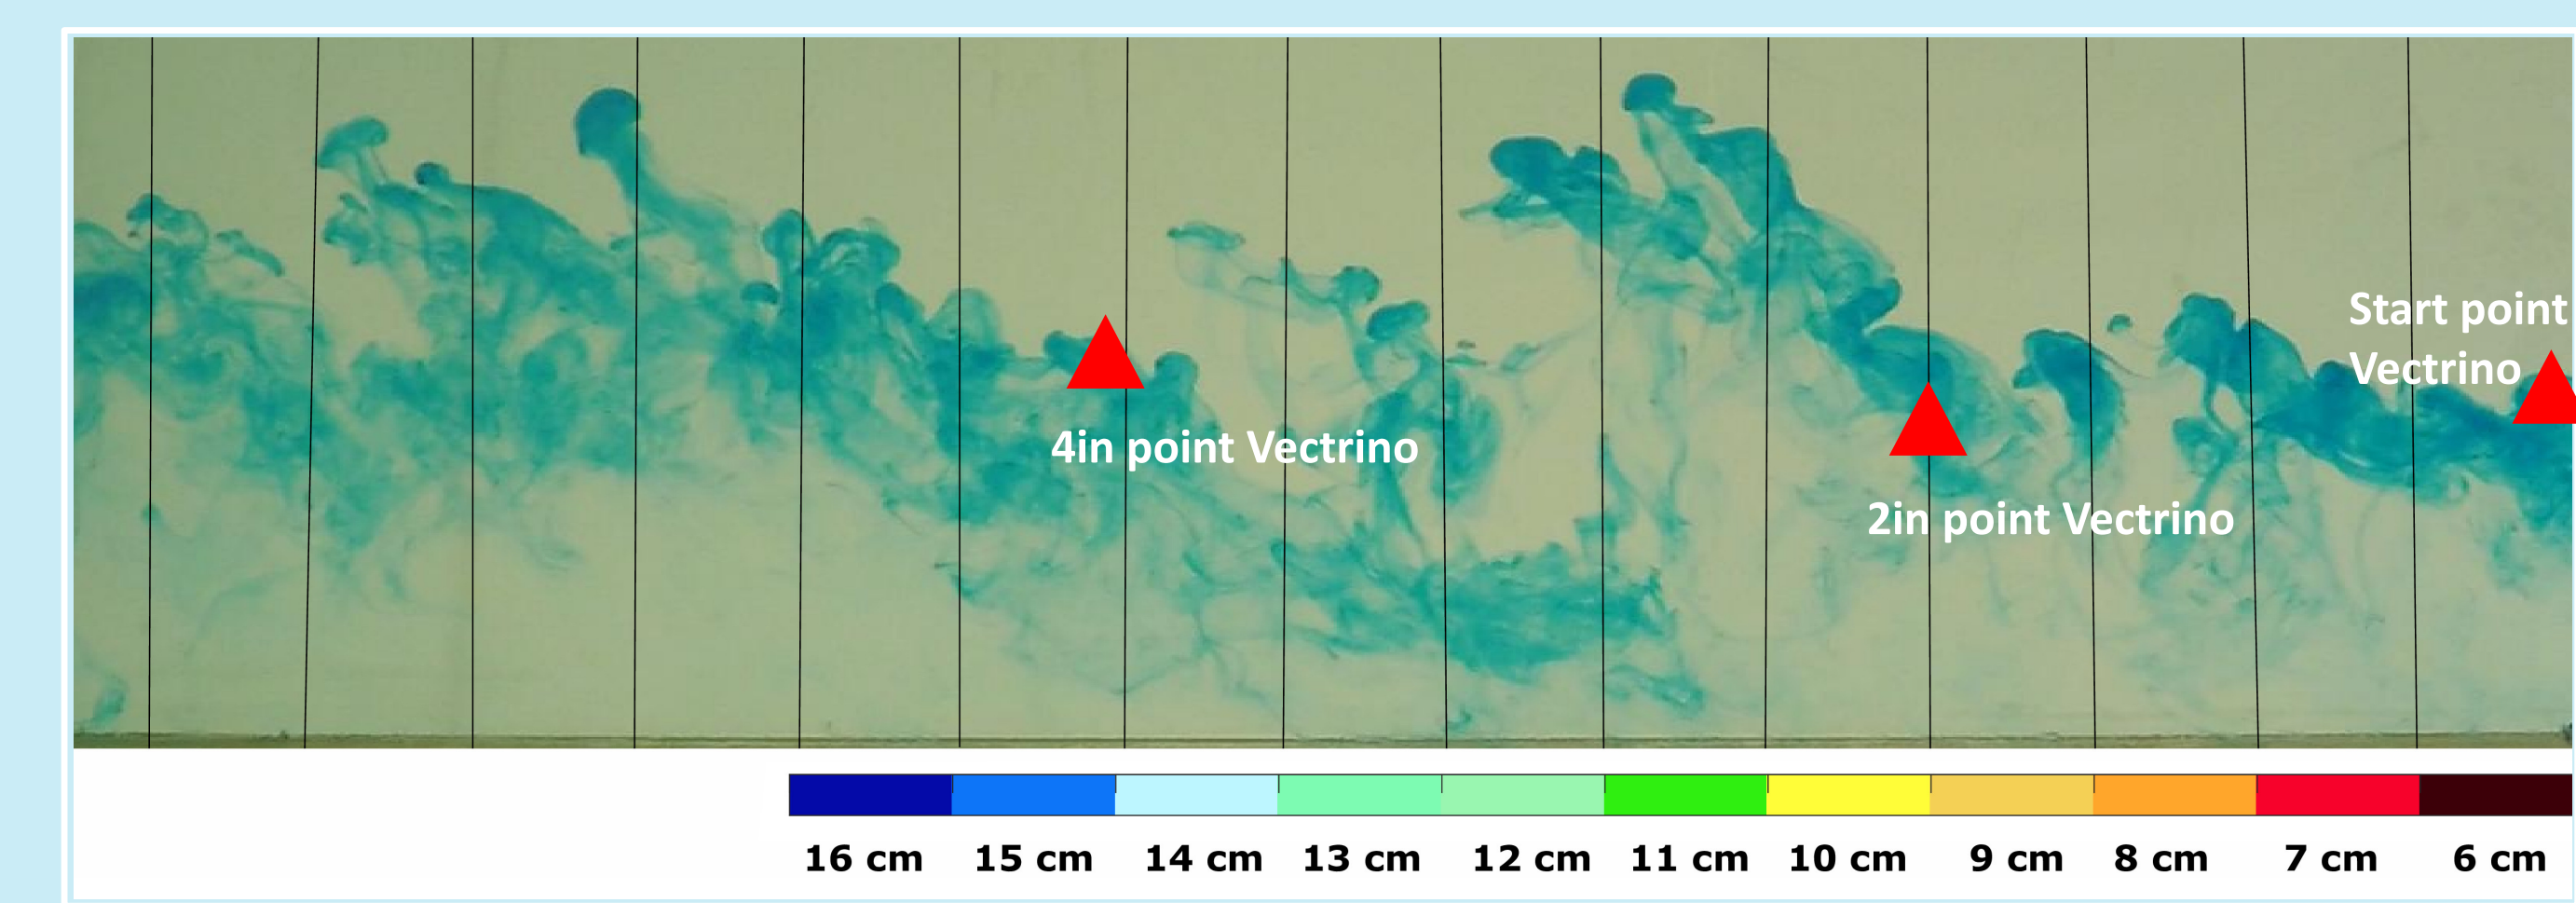 Start point
Vectrino
4in point Vectrino
2in point Vectrino
16 cm 15 cm 14 cm 13 cm 12 cm 11 cm 10 cm 9 cm 8 cm 7 cm 6 cm